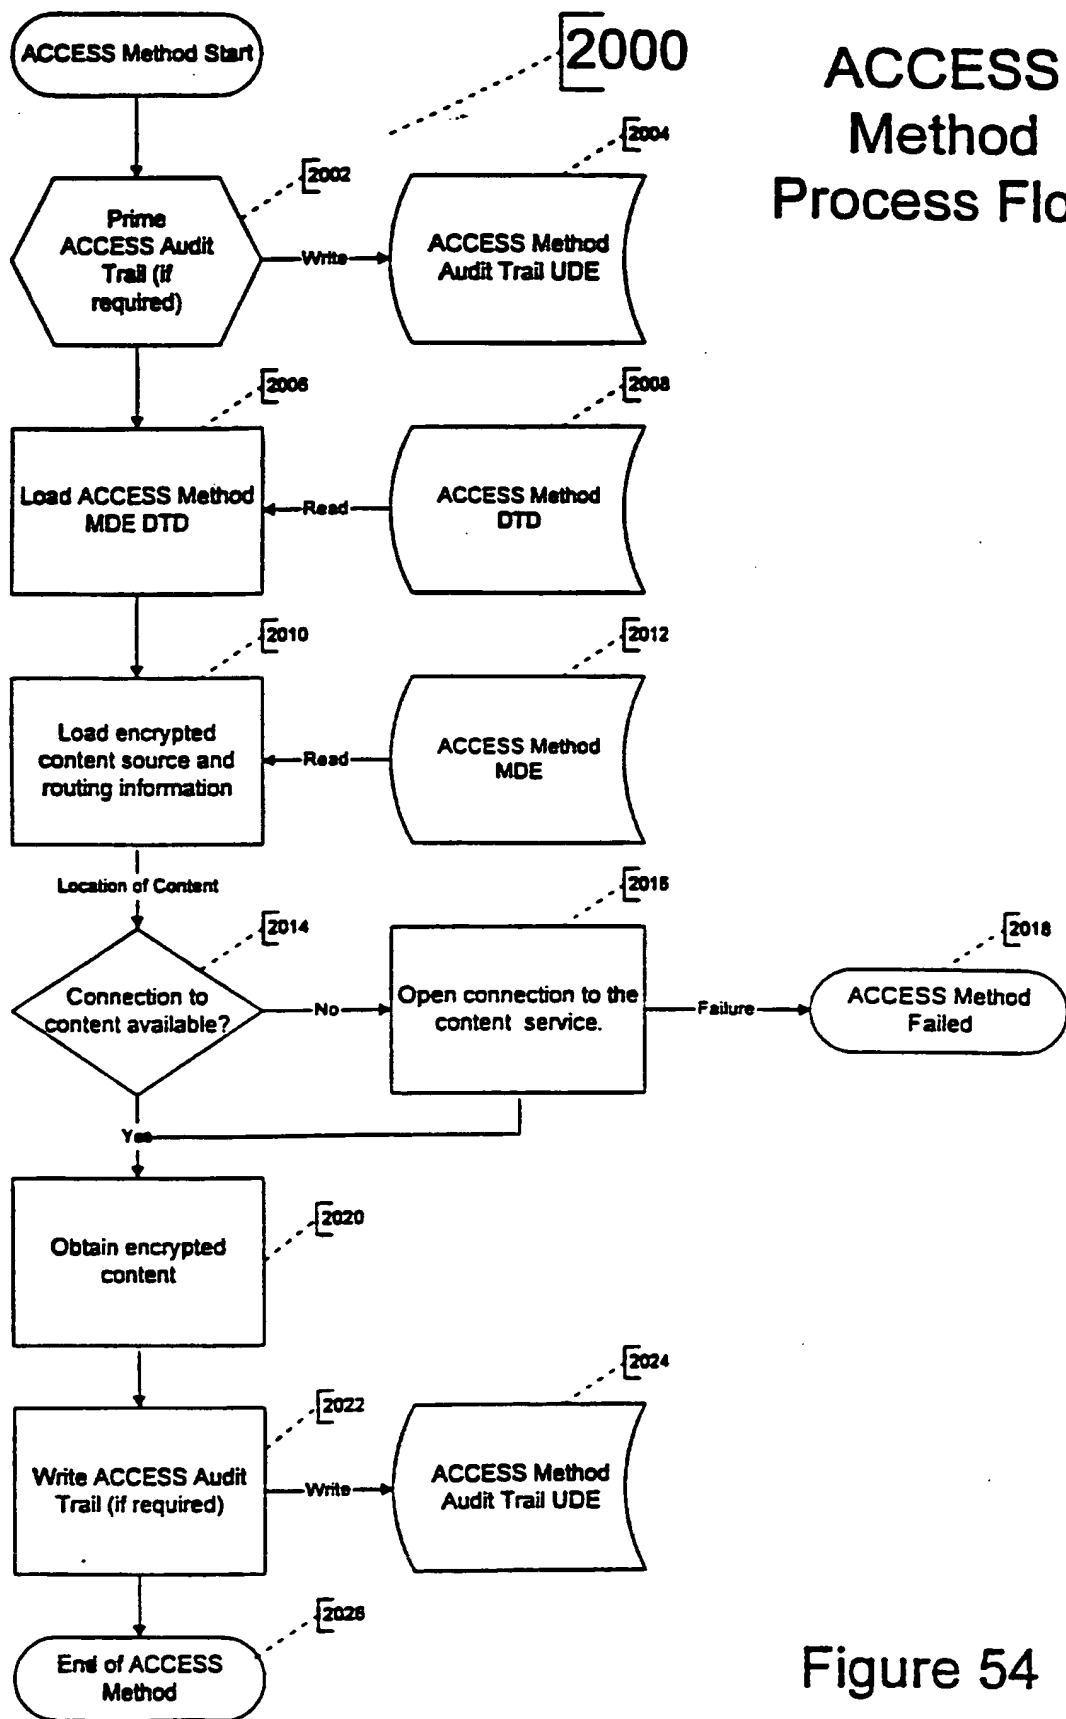 ACCESS Method Start
2000
ACCESS
Method
Process Flo
2002
2004
Prime
ACCESS Audit
Trail (if
required)
Write
ACCESS Method
Audit Trail UDE
2006
2008
Load ACCESS Method
MDE DTD
Read
ACCESS Method
DTD
2010
2012
Load encrypted
content source and
routing information
Read
ACCESS Method
MDE
Location of Content
2014
2016
2018
Connection to
content available?
No
Open connection to the
content service.
Failure
ACCESS Method
Failed
Yes
2020
Obtain encrypted
content
2022
2024
Write ACCESS Audit
Trail (if required)
Write
ACCESS Method
Audit Trail UDE
2026
End of ACCESS
Method
Figure 54